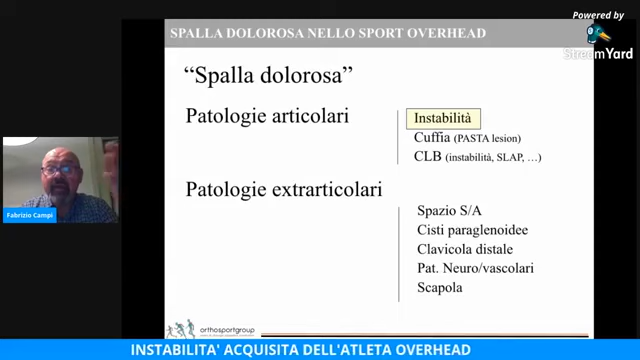 Powered by
StreamYard
SPALLA DOLOROSA NELLO SPORT OVERHEAD
“Spalla dolorosa”
Patologie articolari
Instabilità
Cuffia (PASTA lesion)
CLB (instabilità, SLAP, …)
Patologie extrarticolari
Spazio S/A
Cisti paraglenoidee
Clavicola distale
Pat. Neuro/vascolari
Scapola
Fabrizio Campi
orthosportgroup
INSTABILITA' ACQUISITA DELL'ATLETA OVERHEAD